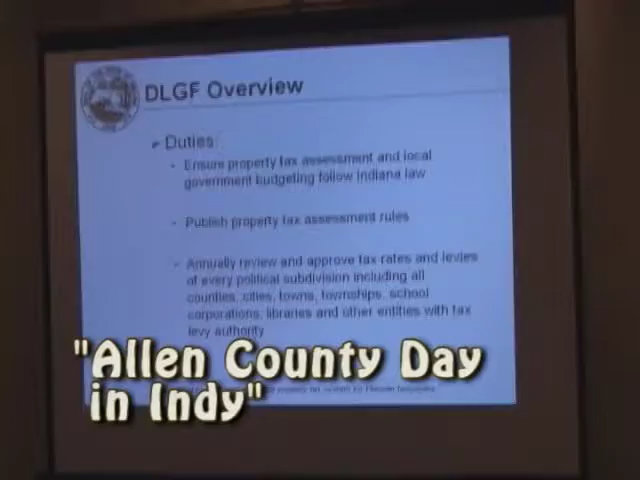 DLGF Overview
Duties:
- Ensure property tax assessment and local
government budgeting follow Indiana law
- Publish property tax assessment rules
- Annually review and approve tax rates and levies
of every political subdivision including all
counties, cities, towns, townships, school
corporations, libraries and other entities with tax
levy authority
"Allen County Day
in Indy"